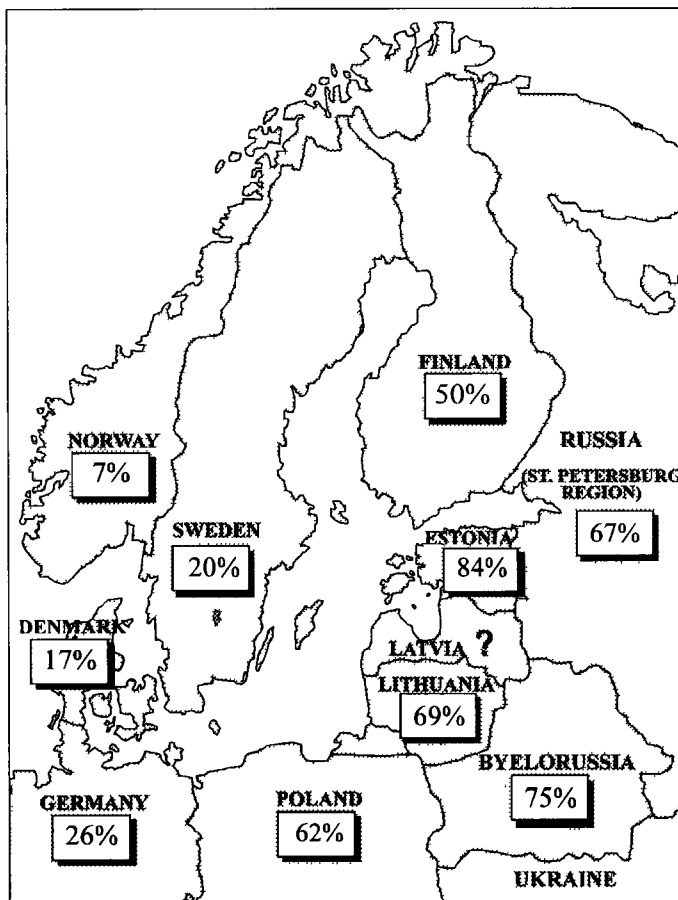 FINLAND
50%
NORWAY
7%
RUSSIA
(ST. PETERSBURG
REGION)
67%
SWEDEN
20%
ESTONIA
84%
DENMARK
17%
LATVIA ?
LITHUANIA
69%
BYELORUSSIA
75%
GERMANY
26%
POLAND
62%
UKRAINE